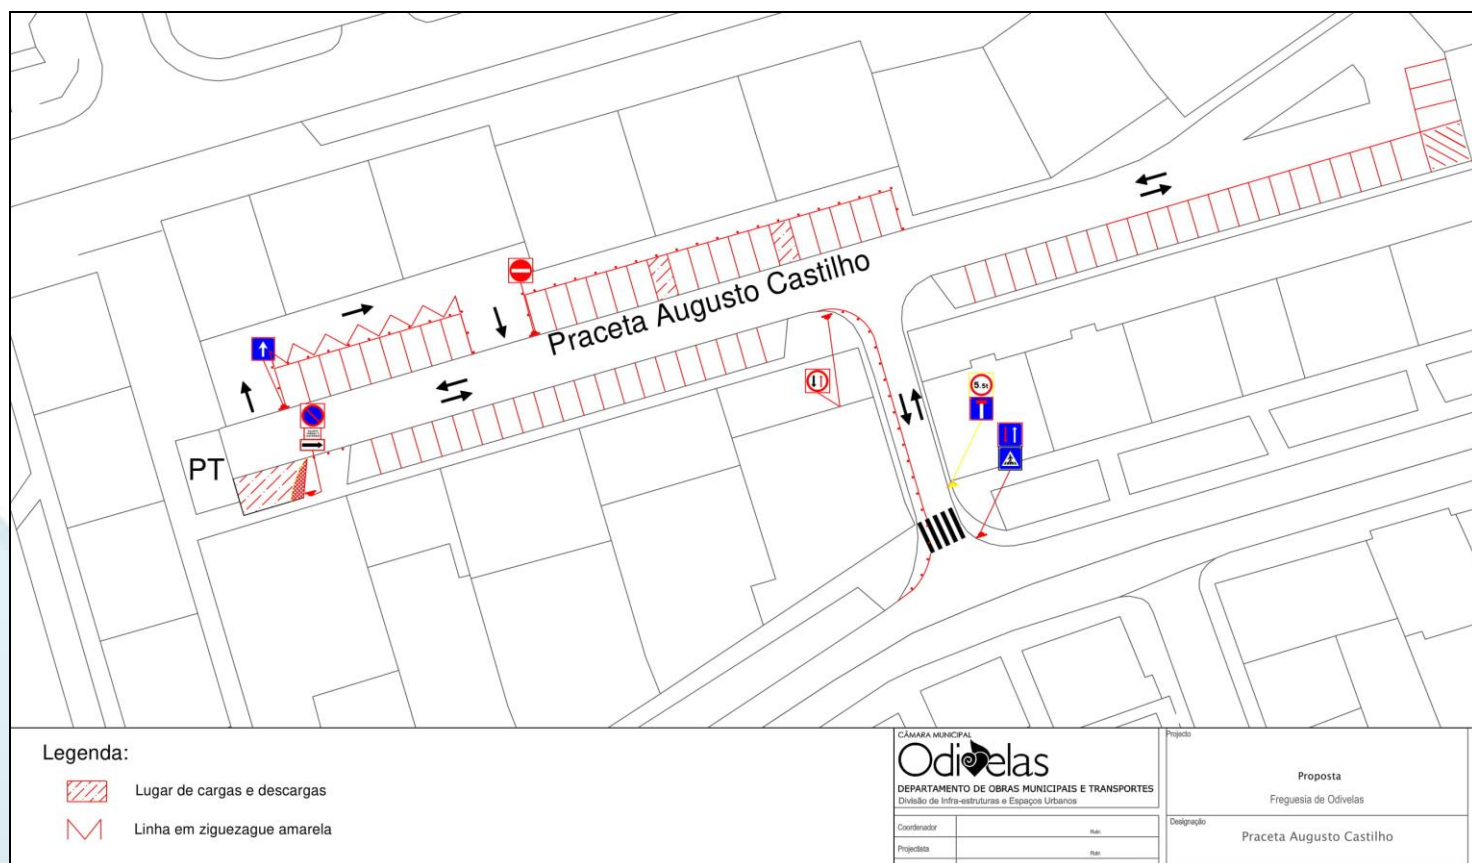 Praceta Augusto Castilho
PT
5.5t
Legenda:
Lugar de cargas e descargas
Linha em ziguezague amarela
CÂMARA MUNICIPAL
Odivelas
DEPARTAMENTO DE OBRAS MUNICIPAIS E TRANSPORTES
Divisão de Infra-estruturas e Espaços Urbanos
Coordenador
Rubr.
Projectista
Rubr.
Projecto
Proposta
Freguesia de Odivelas
Designação
Praceta Augusto Castilho